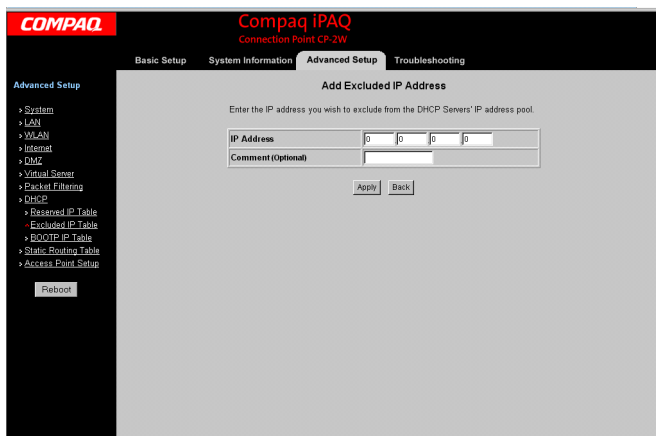 COMPAQ
Compaq iPAQ
Connection Point CP-2W
Basic Setup System Information Advanced Setup Troubleshooting
Advanced Setup
System
LAN
WLAN
Internet
DMZ
Virtual Server
Packet Filtering
DHCP
Reserved IP Table
Excluded IP Table
BOOTP IP Table
Static Routing Table
Access Point Setup
Reboot
Add Excluded IP Address
Enter the IP address you wish to exclude from the DHCP Servers' IP address pool.
IP Address 0 0 0 0
Comment (Optional)
Apply Back